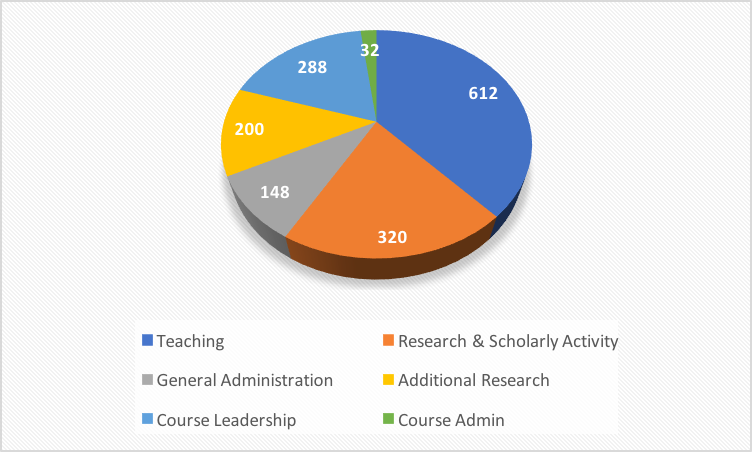 32
288
612
200
148
320
Teaching
Research & Scholarly Activity
General Administration
Additional Research
Course Leadership
Course Admin